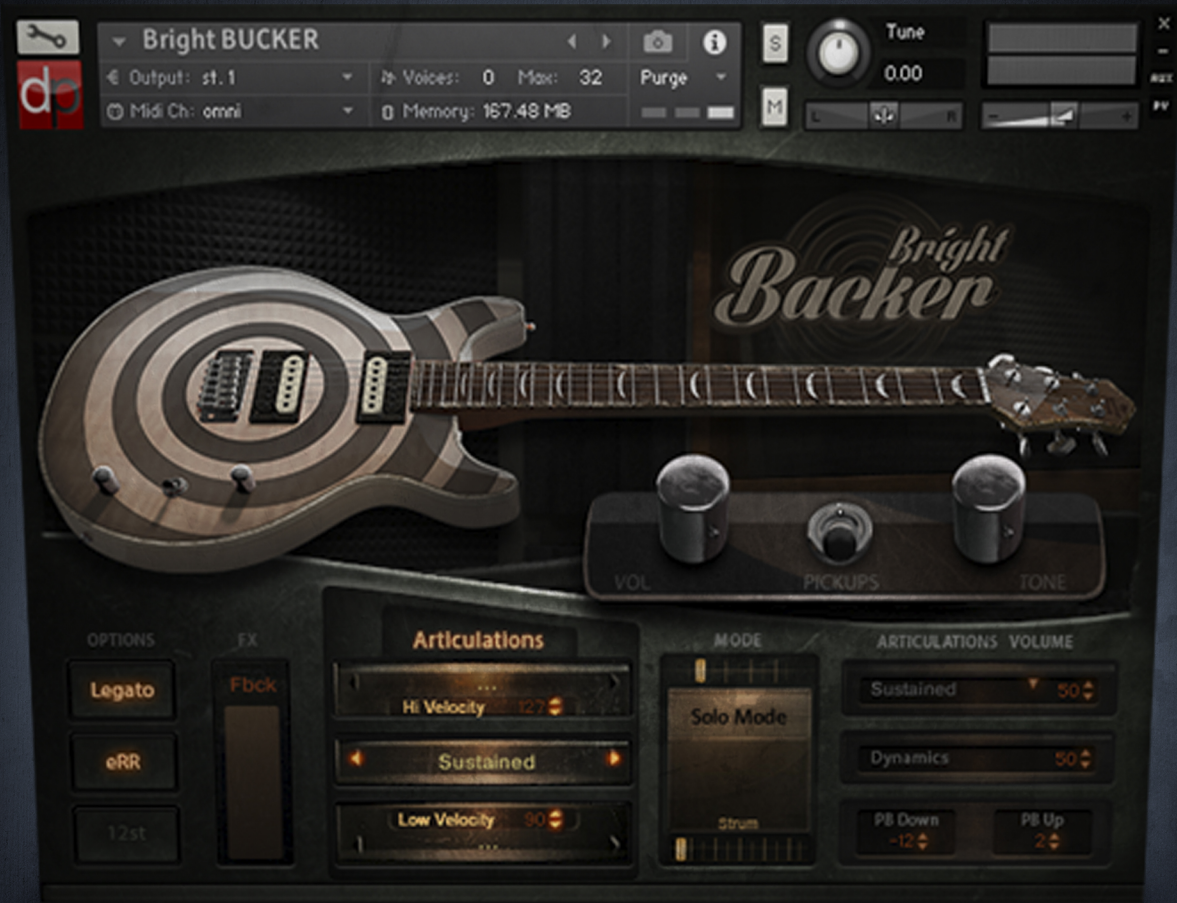 Bright BUCKER
S
Tune
Output: st. 1
Voices: 0 Max: 32
Purge
0.00
AUX
dp
Midi Ch: omni
Memory: 167.48 MB
M
L
R
PV
Bright
Backer
VOL
PICKUPS
TONE
OPTIONS
FX
Articulations
MODE
ARTICULATIONS VOLUME
Legato
Fbck
...
Hi Velocity 127
Solo Mode
Sustained 50
eRR
Sustained
Dynamics 50
12st
Low Velocity 90
...
Strum
PB Down
-12
PB Up
2